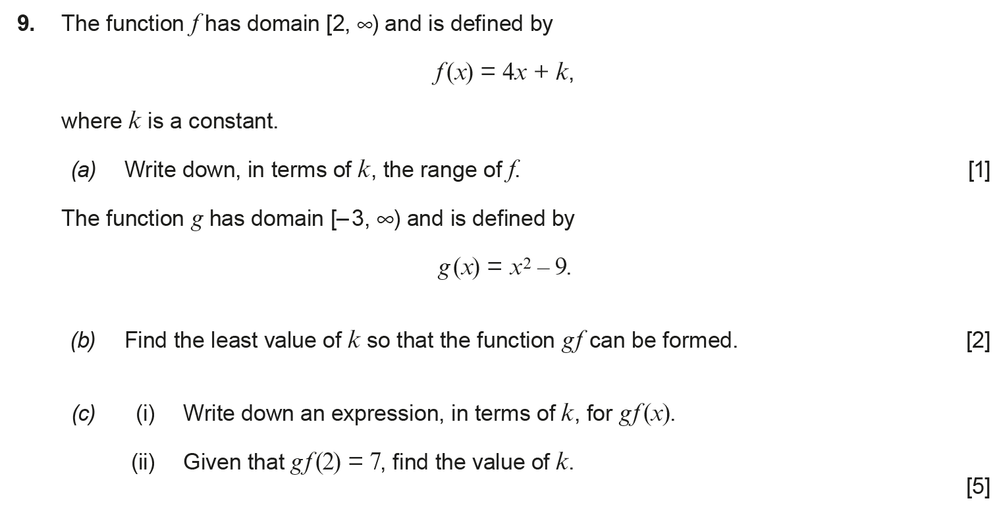 9. The function f has domain [2, ∞) and is defined by
f(x) = 4x + k,
where k is a constant.
(a) Write down, in terms of k, the range of f. [1]
The function g has domain [–3, ∞) and is defined by
g(x) = x² – 9.
(b) Find the least value of k so that the function gf can be formed. [2]
(c) (i) Write down an expression, in terms of k, for gf(x).
(ii) Given that gf(2) = 7, find the value of k.
[5]